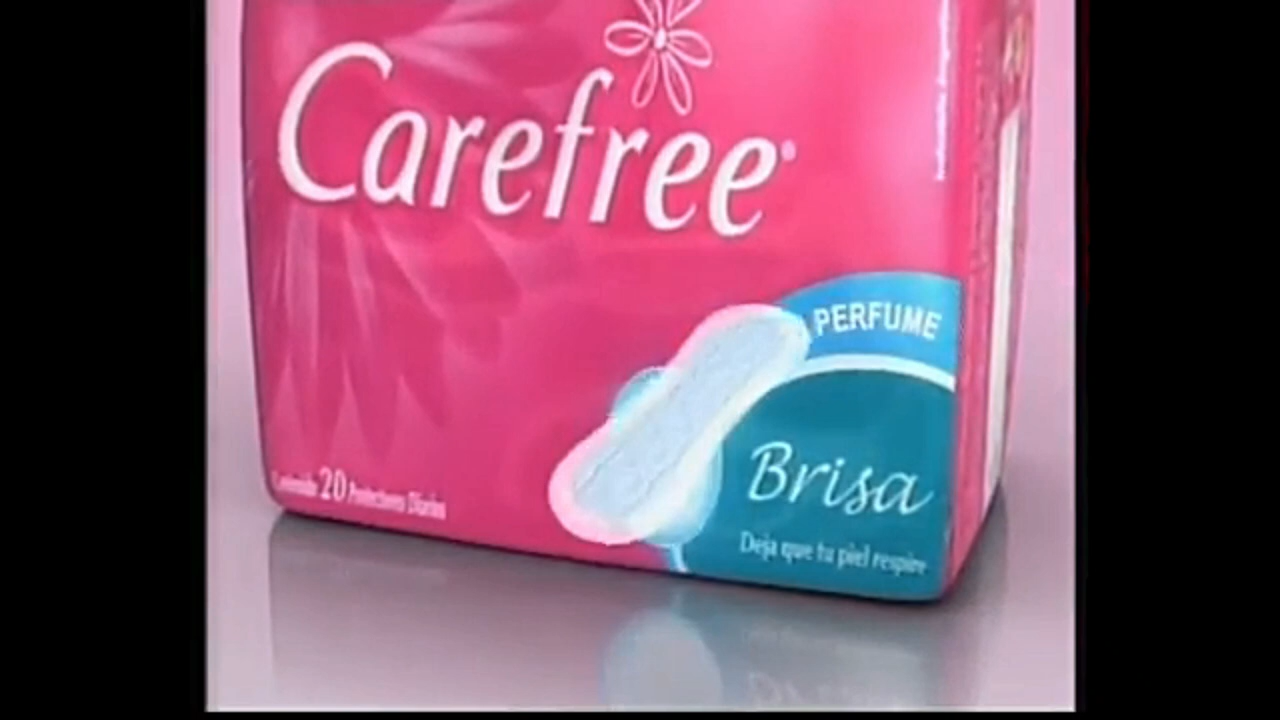 Carefree®
PERFUME
Brisa
Deja que tu piel respire
Contenido 20 Protectores Diarios